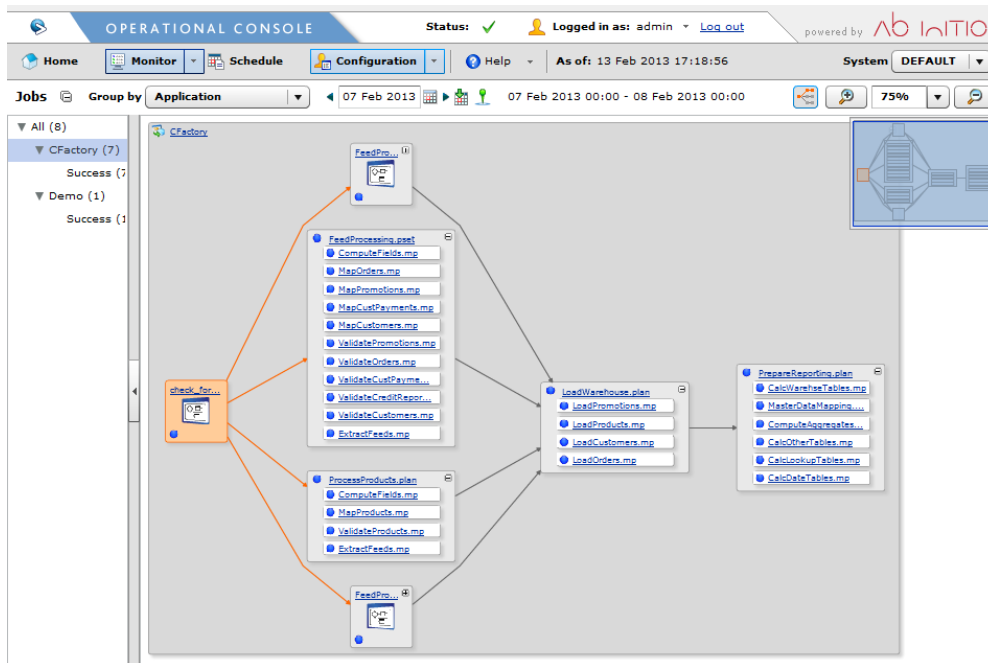 OPERATIONAL CONSOLE Status: Logged in as: admin Log out powered by Ab INITIO
Home Monitor Schedule Configuration Help As of: 13 Feb 2013 17:18:56 System DEFAULT
Jobs Group by Application 07 Feb 2013 07 Feb 2013 00:00 - 08 Feb 2013 00:00 75%
All (8)
CFactory (7)
Success (7
Demo (1)
Success (1
CFactory
FeedPro...
FeedProcessing.pset
ComputeFields.mp
MapOrders.mp
MapPromotions.mp
MapCustPayments.mp
MapCustomers.mp
ValidatePromotions.mp
ValidateOrders.mp
ValidateCustPayme...
ValidateCreditRepor...
ValidateCustomers.mp
ExtractFeeds.mp
check_for...
ProcessProducts.plan
ComputeFields.mp
MapProducts.mp
ValidateProducts.mp
ExtractFeeds.mp
FeedPro...
LoadWarehouse.plan
LoadPromotions.mp
LoadProducts.mp
LoadCustomers.mp
LoadOrders.mp
PrepareReporting.plan
CalcWarehseTables.mp
MasterDataMapping....
ComputeAggregates...
CalcOtherTables.mp
CalcLookupTables.mp
CalcDateTables.mp